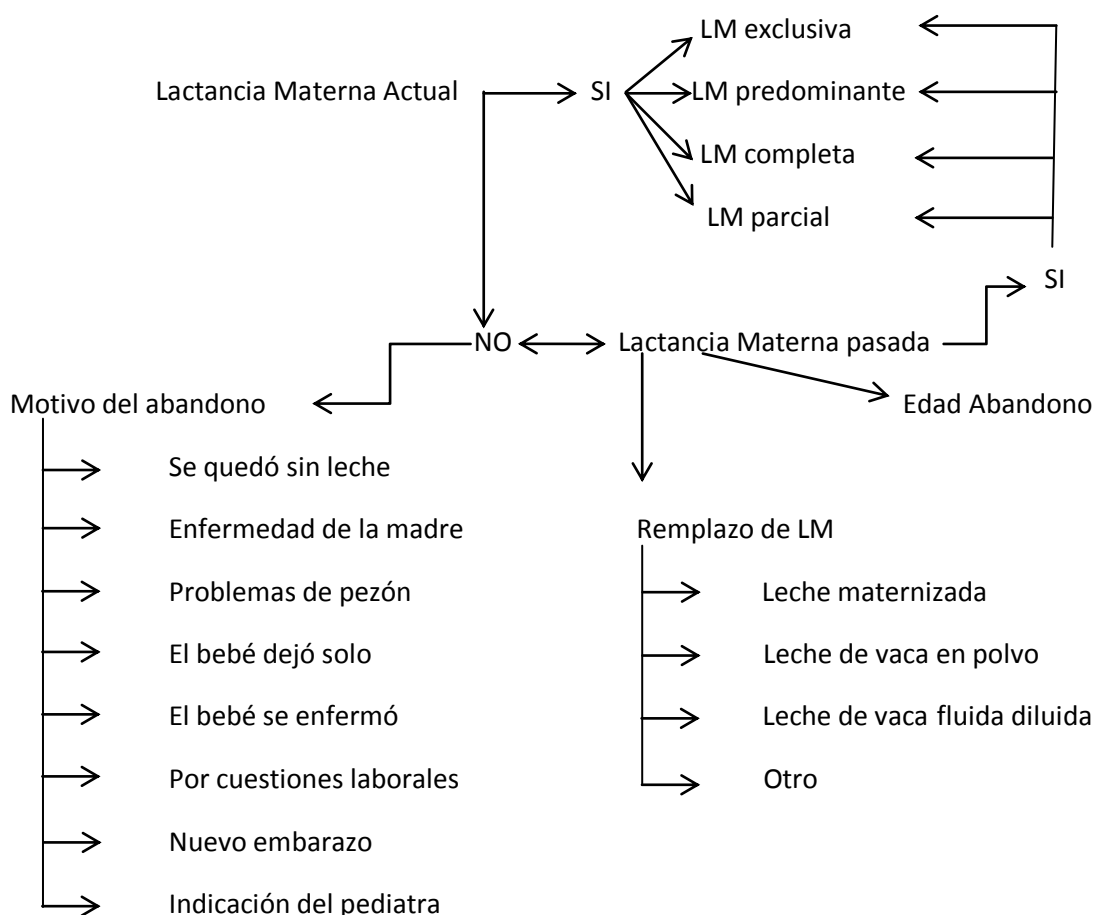 LM exclusiva
Lactancia Materna Actual SI LM predominante
LM completa
LM parcial
SI
NO Lactancia Materna pasada
Motivo del abandono Edad Abandono
Se quedó sin leche
Enfermedad de la madre Remplazo de LM
Problemas de pezón Leche maternizada
El bebé dejó solo Leche de vaca en polvo
El bebé se enfermó Leche de vaca fluida diluida
Por cuestiones laborales Otro
Nuevo embarazo
Indicación del pediatra